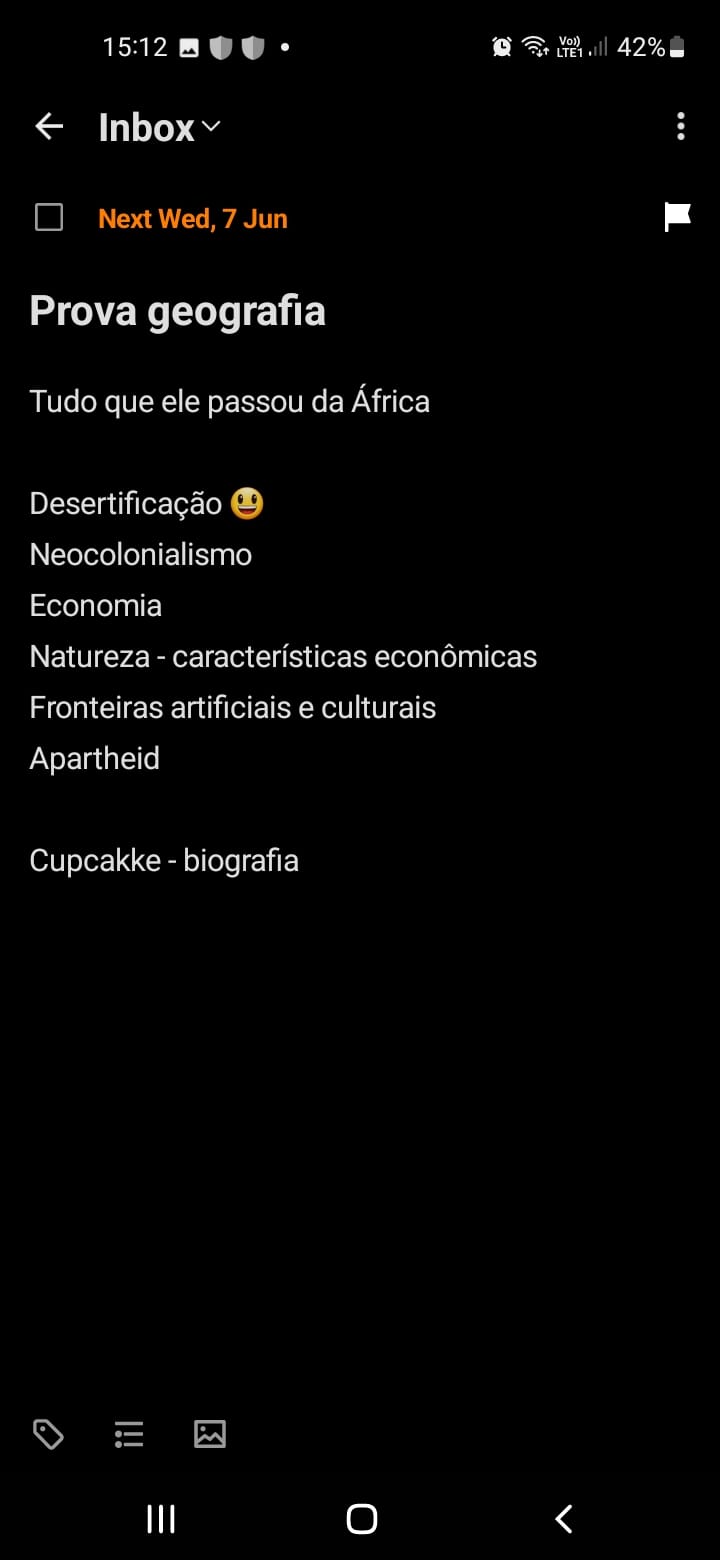 15:12
Vo)) LTE1 42%
Inbox
Next Wed, 7 Jun
Prova geografia
Tudo que ele passou da África
Desertificação 😃
Neocolonialismo
Economia
Natureza - características econômicas
Fronteiras artificiais e culturais
Apartheid
Cupcakke - biografia